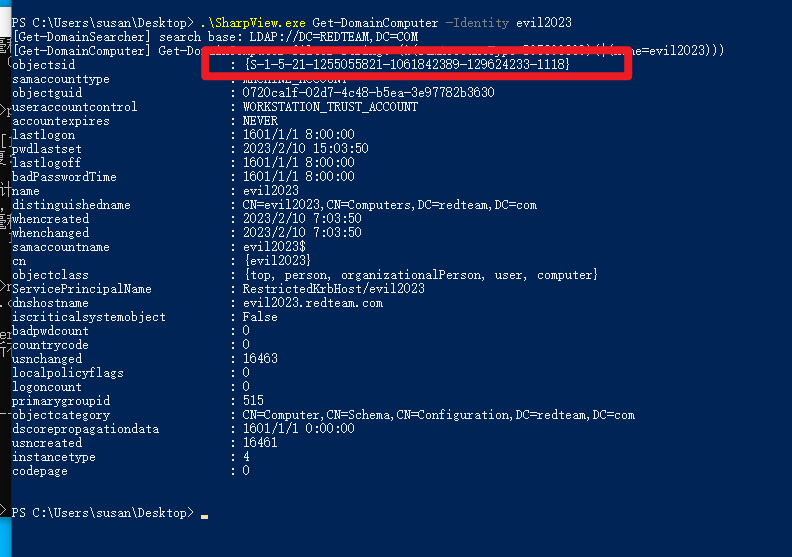 PS C:\Users\susan\Desktop> .\SharpView.exe Get-DomainComputer -Identity evil2023
[Get-DomainSearcher] search base: LDAP://DC=REDTEAM,DC=COM
[Get-DomainComputer] Get-
name=evil2023)))
objectsid : {S-1-5-21-1255055821-1061842389-129624233-1118}
samaccounttype : MACHINE_ACCOUNT
objectguid : 0720ca1f-02d7-4c48-b5ea-3e97782b3630
useraccountcontrol : WORKSTATION_TRUST_ACCOUNT
accountexpires : NEVER
lastlogon : 1601/1/1 8:00:00
pwdlastset : 2023/2/10 15:03:50
lastlogoff : 1601/1/1 8:00:00
badPasswordTime : 1601/1/1 8:00:00
name : evil2023
distinguishedname : CN=evil2023,CN=Computers,DC=redteam,DC=com
whencreated : 2023/2/10 7:03:50
whenchanged : 2023/2/10 7:03:50
samaccountname : evil2023$
cn : {evil2023}
objectclass : {top, person, organizationalPerson, user, computer}
ServicePrincipalName : RestrictedKrbHost/evil2023
dnshostname : evil2023.redteam.com
iscriticalsystemobject : False
badpwdcount : 0
countrycode : 0
usnchanged : 16463
localpolicyflags : 0
logoncount : 0
primarygroupid : 515
objectcategory : CN=Computer,CN=Schema,CN=Configuration,DC=redteam,DC=com
dscorepropagationdata : 1601/1/1 0:00:00
usncreated : 16461
instancetype : 4
codepage : 0
PS C:\Users\susan\Desktop>